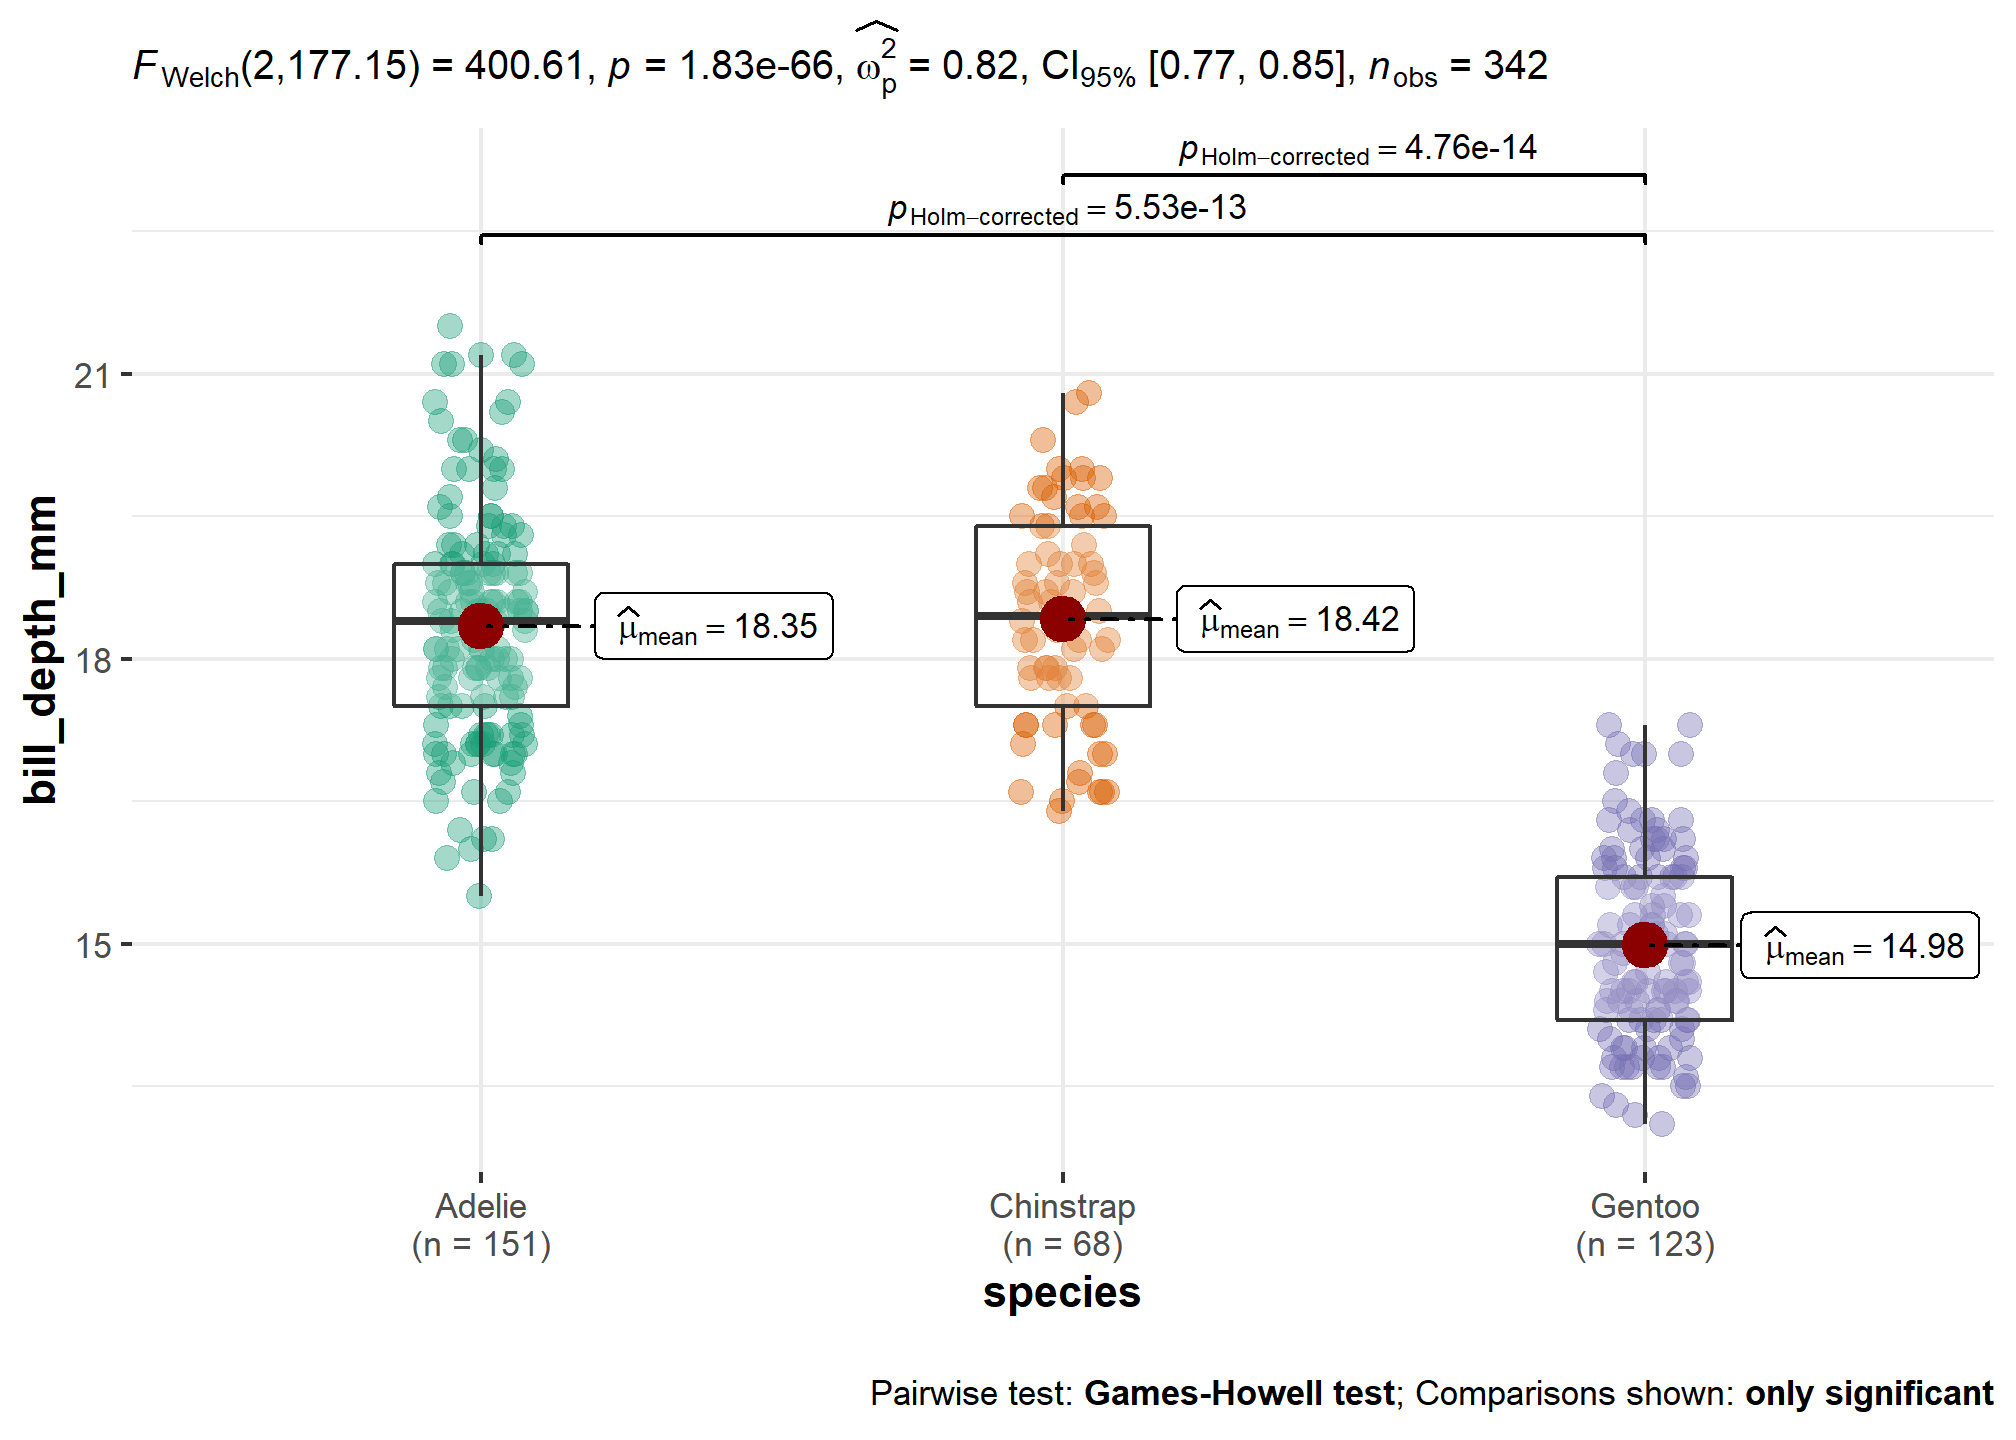 F Welch(2,177.15) = 400.61, p = 1.83e-66, ω̂p² = 0.82, CI95% [0.77, 0.85], nobs = 342
pHolm−corrected = 4.76e-14
pHolm−corrected = 5.53e-13
21
18
15
bill_depth_mm
μ̂mean = 18.35
μ̂mean = 18.42
μ̂mean = 14.98
Adelie
(n = 151)
Chinstrap
(n = 68)
Gentoo
(n = 123)
species
Pairwise test: Games-Howell test; Comparisons shown: only significant